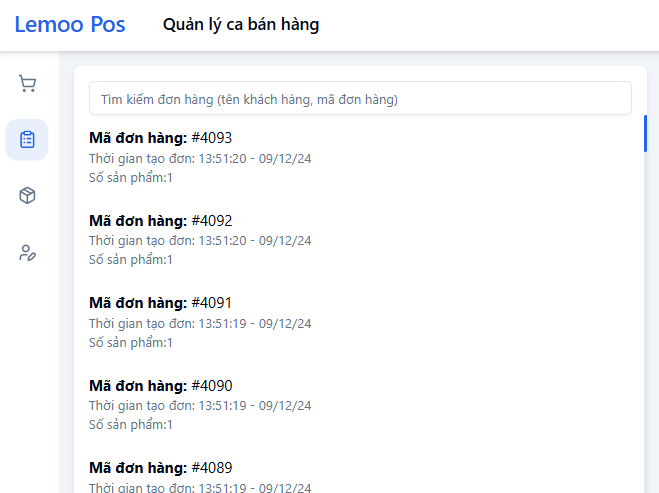 Lemoo Pos
Quản lý ca bán hàng
Tìm kiếm đơn hàng (tên khách hàng, mã đơn hàng)
Mã đơn hàng: #4093
Thời gian tạo đơn: 13:51:20 - 09/12/24
Số sản phẩm:1
Mã đơn hàng: #4092
Thời gian tạo đơn: 13:51:20 - 09/12/24
Số sản phẩm:1
Mã đơn hàng: #4091
Thời gian tạo đơn: 13:51:19 - 09/12/24
Số sản phẩm:1
Mã đơn hàng: #4090
Thời gian tạo đơn: 13:51:19 - 09/12/24
Số sản phẩm:1
Mã đơn hàng: #4089
Thời gian tạo đơn: 13:51:19 - 09/12/24